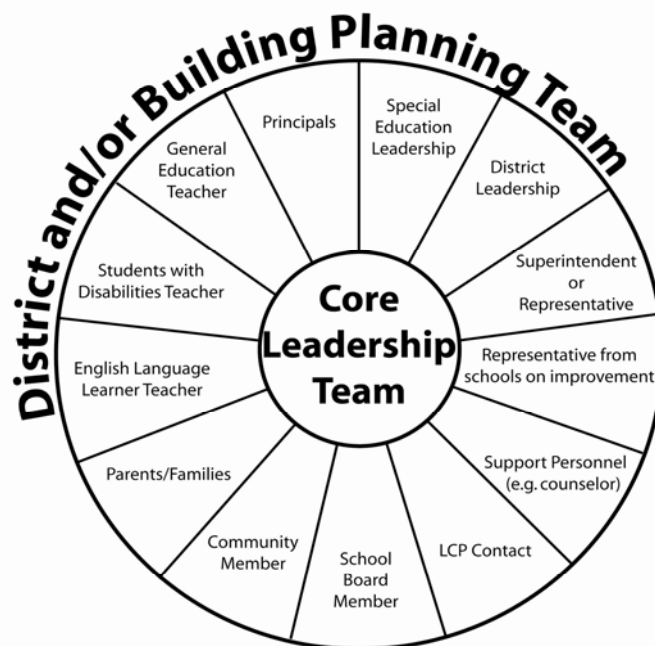 District and/or Building Planning Team
Principals
Special
Education
Leadership
District
Leadership
Superintendent
or
Representative
Representative from
schools on improvement
Support Personnel
(e.g. counselor)
LCP Contact
School
Board
Member
Community
Member
Parents/Families
English Language
Learner Teacher
Students with
Disabilities Teacher
General
Education
Teacher
Core
Leadership
Team